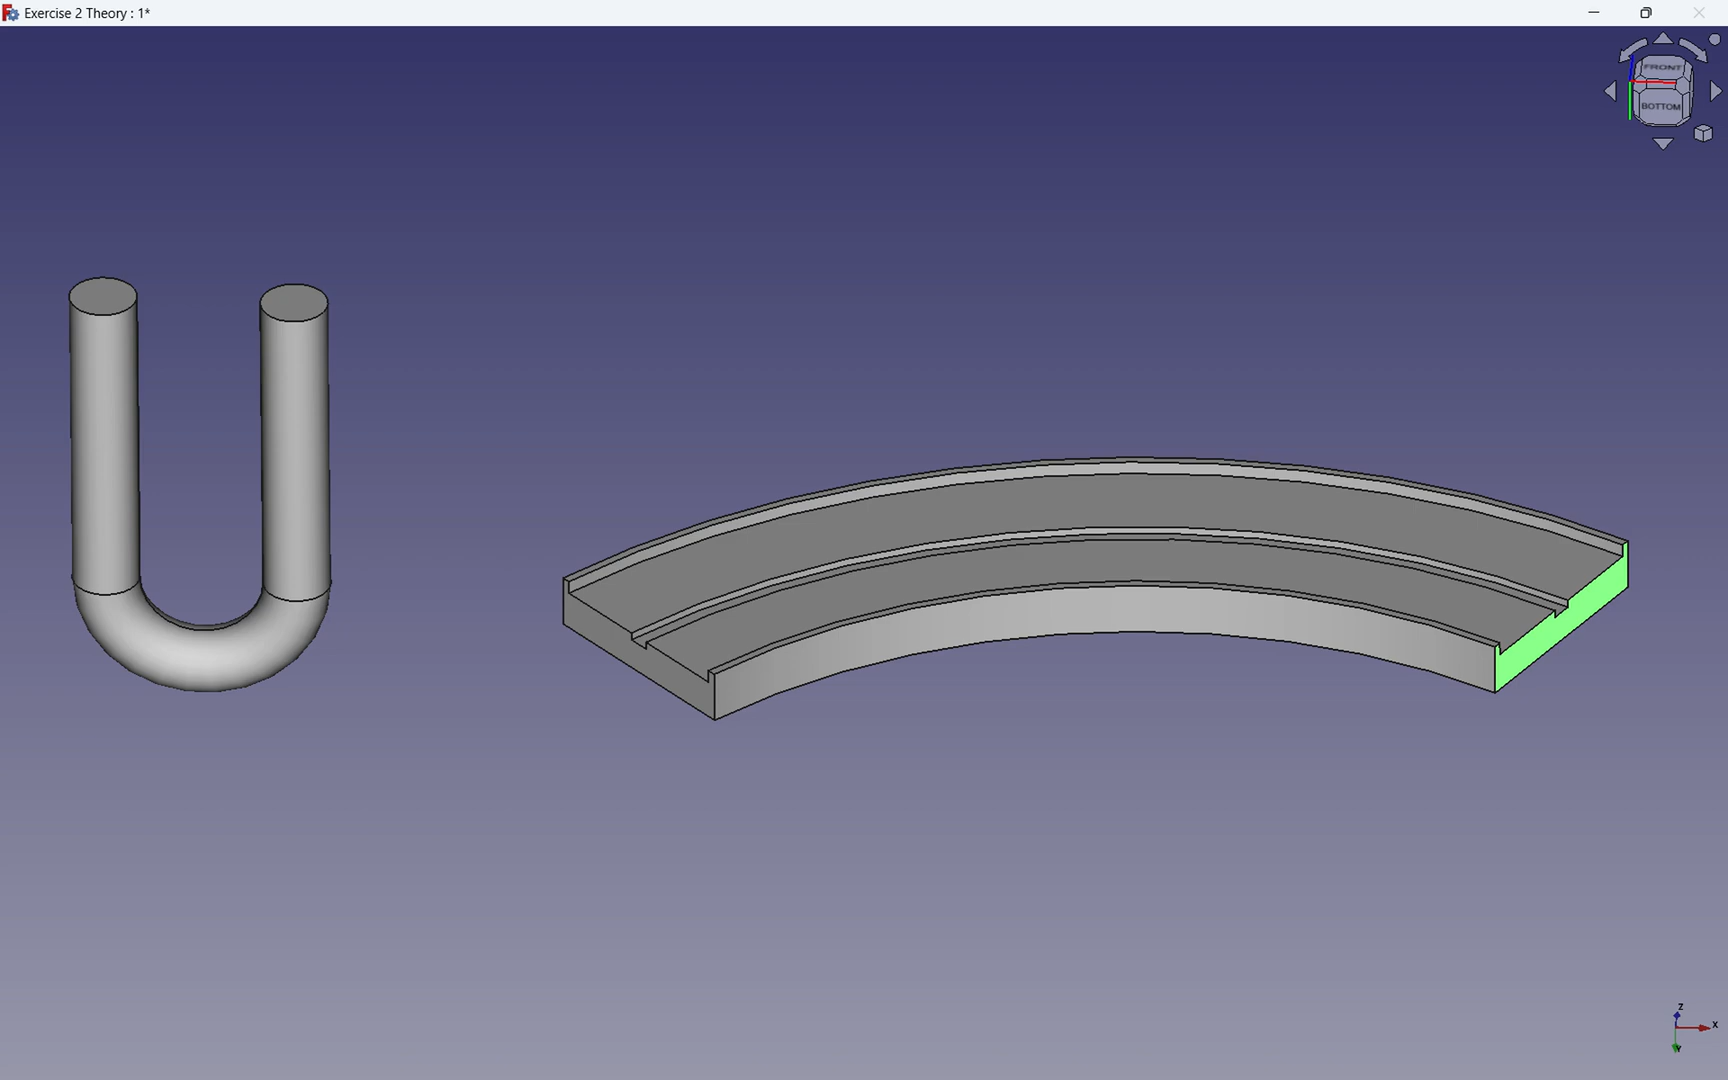 Exercise 2 Theory : 1*
FRONT
BOTTOM
Z
X
Y